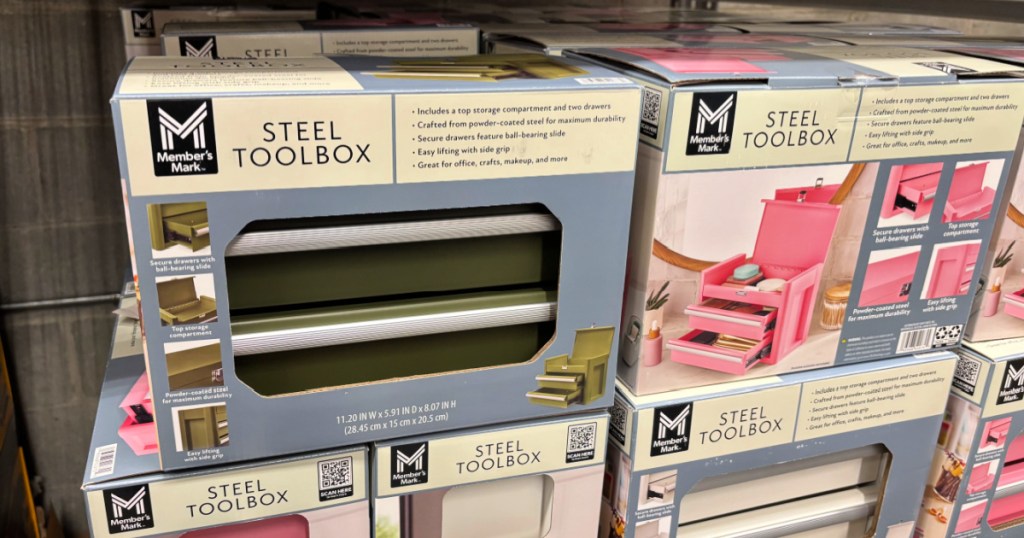 STEEL
Includes a top storage compartment
Member's
Mark™
STEEL
TOOLBOX
• Includes a top storage compartment and two drawers
• Crafted from powder-coated steel for maximum durability
• Secure drawers feature ball-bearing slide
• Easy lifting with side grip
• Great for office, crafts, makeup, and more
Secure drawers with
ball-bearing slide
Top storage
compartment
Powder-coated steel
for maximum durability
Easy lifting
with side grip
11.20 IN W x 5.91 IN D x 8.07 IN H
(28.45 cm x 15 cm x 20.5 cm)
Member's
Mark™
STEEL
TOOLBOX
• Includes a top storage compartment and two drawers
• Crafted from powder-coated steel for maximum durability
• Secure drawers feature ball-bearing slide
• Easy lifting with side grip
• Great for office, crafts, makeup, and more
Secure drawers with
ball-bearing slide
Top storage
compartment
Powder-coated steel
for maximum durability
Easy lifting
with side grip
Member's
Mark
STEEL
TOOLBOX
SCAN HERE
Member's
Mark
STEEL
TOOLBOX
SCAN HERE
Member's
Mark
STEEL
TOOLBOX
• Includes a top storage compartment and two drawers
• Crafted from powder-coated steel for maximum durability
• Secure drawers feature ball-bearing slide
• Easy lifting with side grip
• Great for office, crafts, makeup, and more